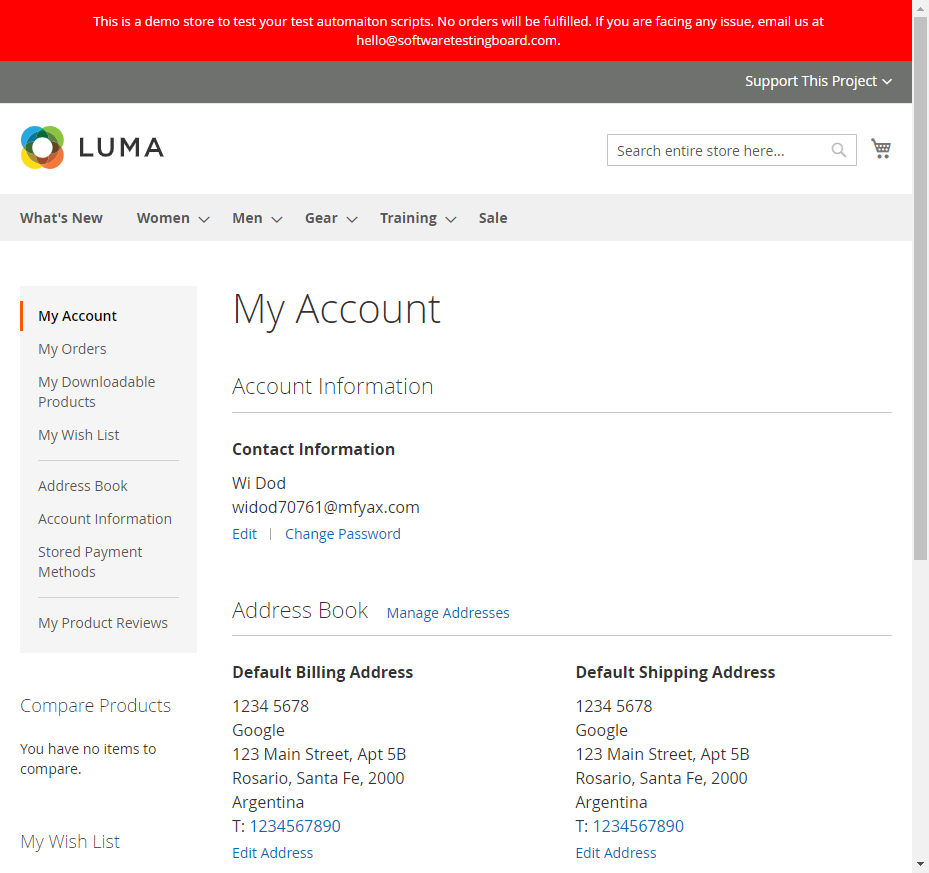 This is a demo store to test your test automaiton scripts. No orders will be fulfilled. If you are facing any issue, email us at
hello@softwaretestingboard.com.
Support This Project
LUMA
Search entire store here...
What's New
Women
Men
Gear
Training
Sale
My Account
My Orders
My Downloadable
Products
My Wish List
Address Book
Account Information
Stored Payment
Methods
My Product Reviews
Compare Products
You have no items to
compare.
My Wish List
My Account
Account Information
Contact Information
Wi Dod
widod70761@mfyax.com
Edit | Change Password
Address Book Manage Addresses
Default Billing Address
1234 5678
Google
123 Main Street, Apt 5B
Rosario, Santa Fe, 2000
Argentina
T: 1234567890
Edit Address
Default Shipping Address
1234 5678
Google
123 Main Street, Apt 5B
Rosario, Santa Fe, 2000
Argentina
T: 1234567890
Edit Address